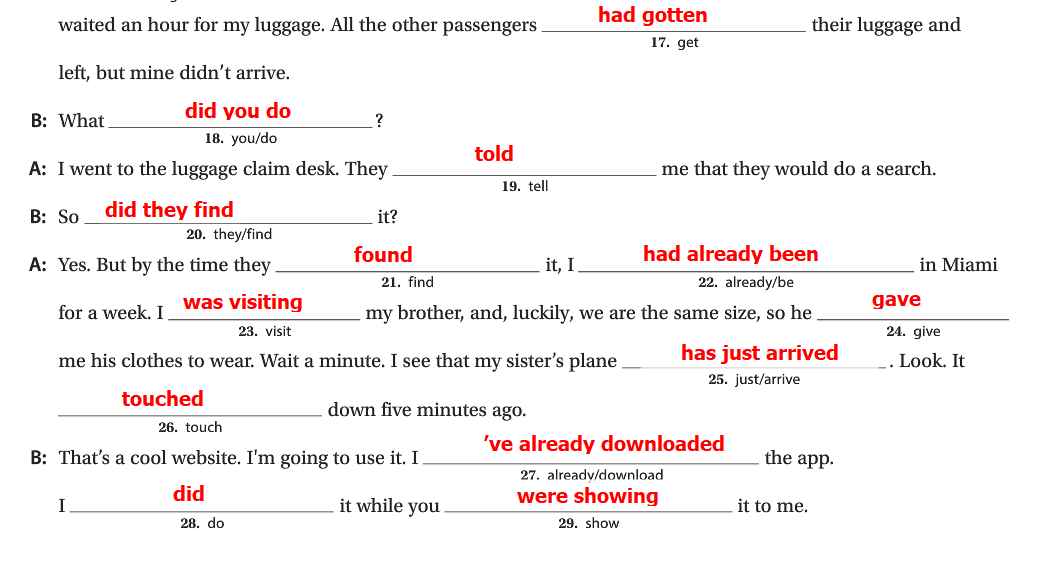 waited an hour for my luggage. All the other passengers had gotten their luggage and
17. get
left, but mine didn't arrive.
B: What did you do ?
18. you/do
A: I went to the luggage claim desk. They told me that they would do a search.
19. tell
B: So did they find it?
20. they/find
A: Yes. But by the time they found it, I had already been in Miami
21. find 22. already/be
for a week. I was visiting my brother, and, luckily, we are the same size, so he gave
23. visit 24. give
me his clothes to wear. Wait a minute. I see that my sister's plane has just arrived . Look. It
25. just/arrive
touched down five minutes ago.
26. touch
B: That's a cool website. I'm going to use it. I 've already downloaded the app.
27. already/download
I did it while you were showing it to me.
28. do 29. show